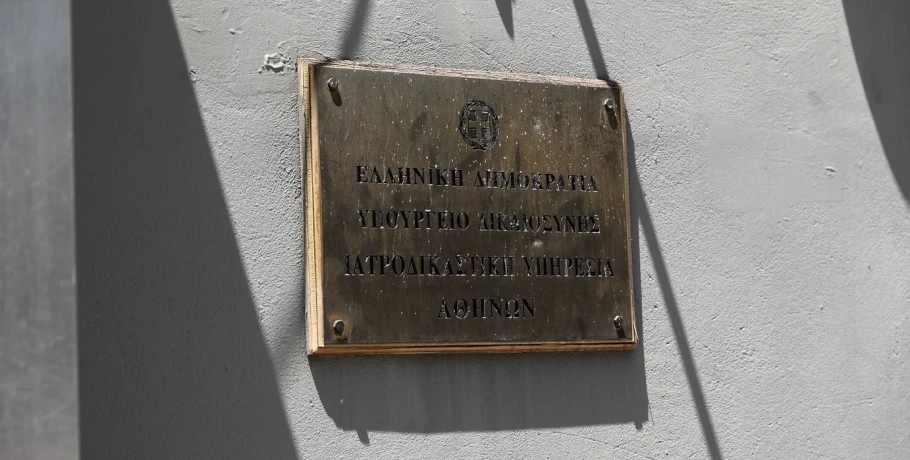 ΕΛΛΗΝΙΚΗ ΔΗΜΟΚΡΑΤΙΑ
ΥΠΟΥΡΓΕΙΟ ΔΙΚΑΙΟΣΥΝΗΣ
ΙΑΤΡΟΔΙΚΑΣΤΙΚΗ ΥΠΗΡΕΣΙΑ
ΑΘΗΝΩΝ